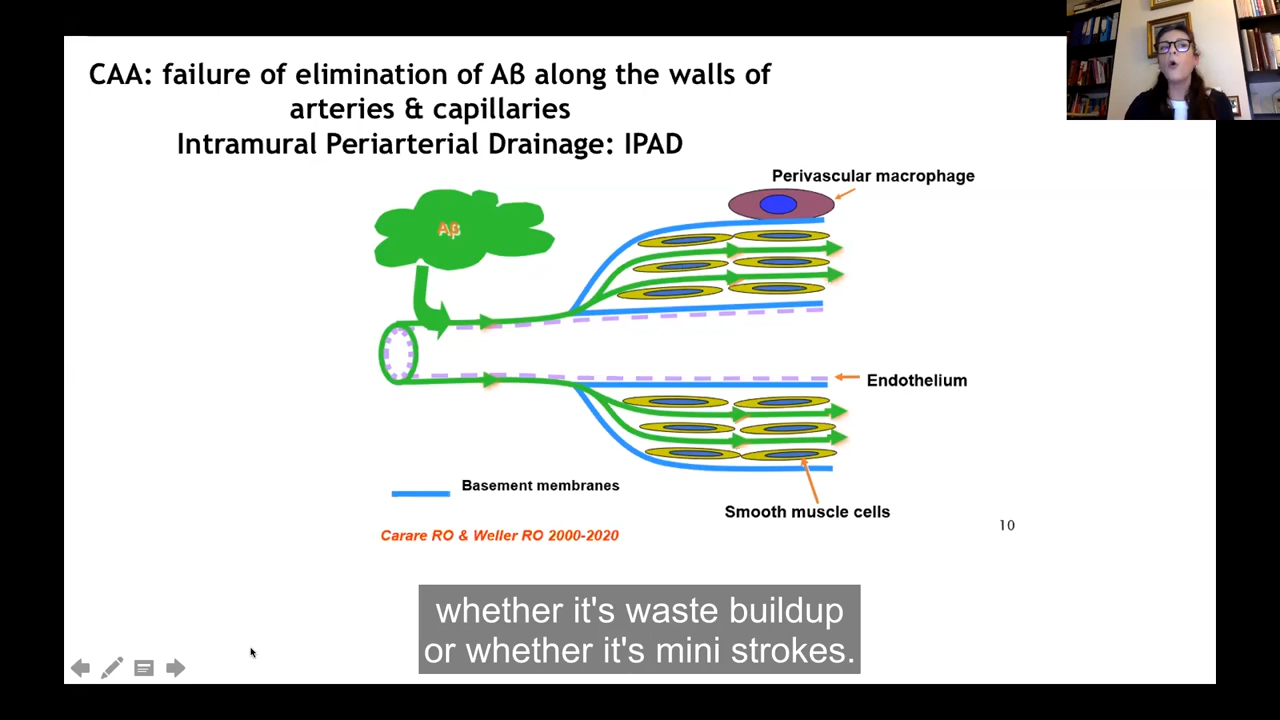 CAA: failure of elimination of Aß along the walls of
arteries & capillaries
Intramural Periarterial Drainage: IPAD
Perivascular macrophage
Aβ
Endothelium
Basement membranes
Smooth muscle cells
10
Carare RO & Weller RO 2000-2020
whether it's waste buildup
or whether it's mini strokes.